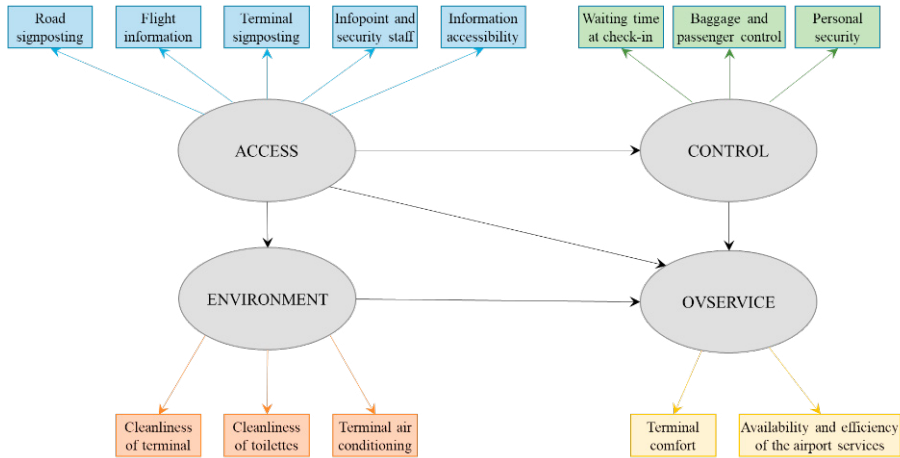 Road
signposting
Flight
information
Terminal
signposting
Infopoint and
security staff
Information
accessibility
Waiting time
at check-in
Baggage and
passenger control
Personal
security
ACCESS
CONTROL
ENVIRONMENT
OVSERVICE
Cleanliness
of terminal
Cleanliness
of toilettes
Terminal air
conditioning
Terminal
comfort
Availability and efficiency
of the airport services